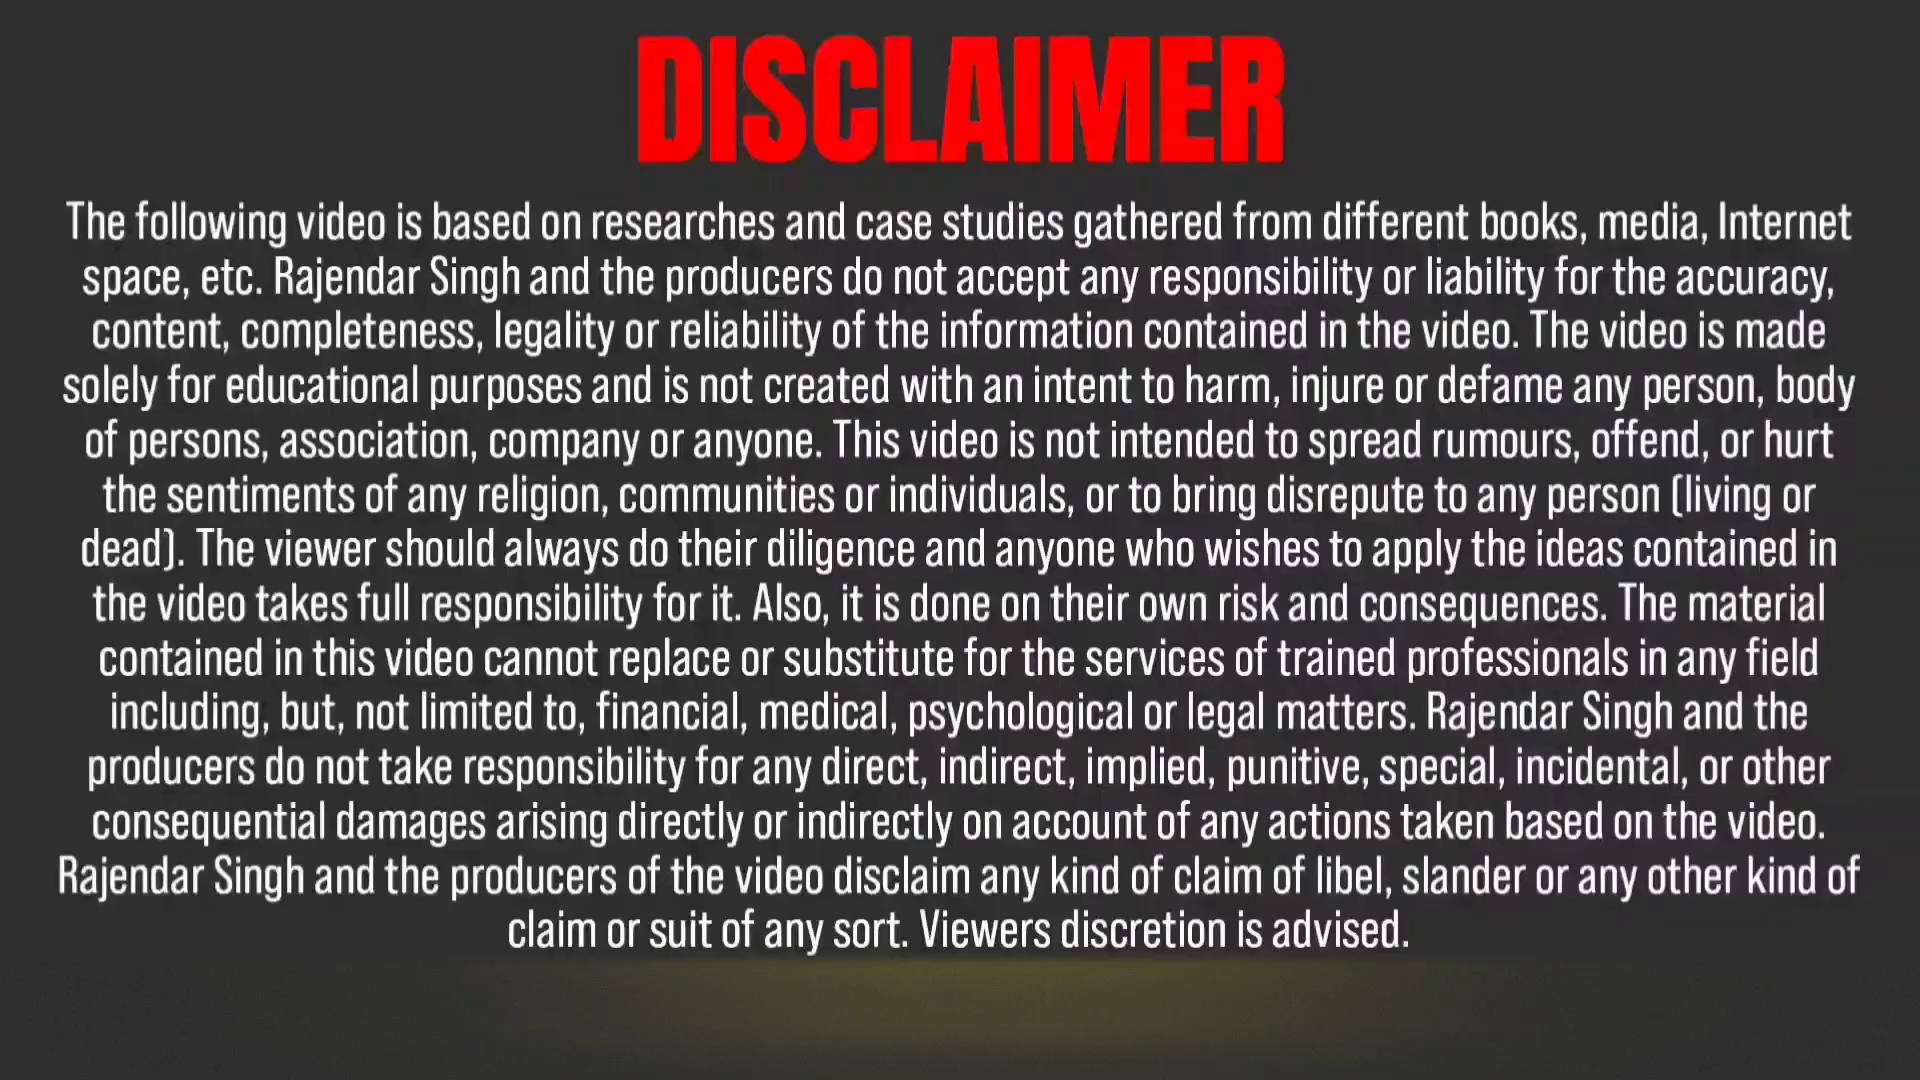 DISCLAIMER
The following video is based on researches and case studies gathered from different books, media, Internet
space, etc. Rajendar Singh and the producers do not accept any responsibility or liability for the accuracy,
content, completeness, legality or reliability of the information contained in the video. The video is made
solely for educational purposes and is not created with an intent to harm, injure or defame any person, body
of persons, association, company or anyone. This video is not intended to spread rumours, offend, or hurt
the sentiments of any religion, communities or individuals, or to bring disrepute to any person (living or
dead). The viewer should always do their diligence and anyone who wishes to apply the ideas contained in
the video takes full responsibility for it. Also, it is done on their own risk and consequences. The material
contained in this video cannot replace or substitute for the services of trained professionals in any field
including, but, not limited to, financial, medical, psychological or legal matters. Rajendar Singh and the
producers do not take responsibility for any direct, indirect, implied, punitive, special, incidental, or other
consequential damages arising directly or indirectly on account of any actions taken based on the video.
Rajendar Singh and the producers of the video disclaim any kind of claim of libel, slander or any other kind of
claim or suit of any sort. Viewers discretion is advised.